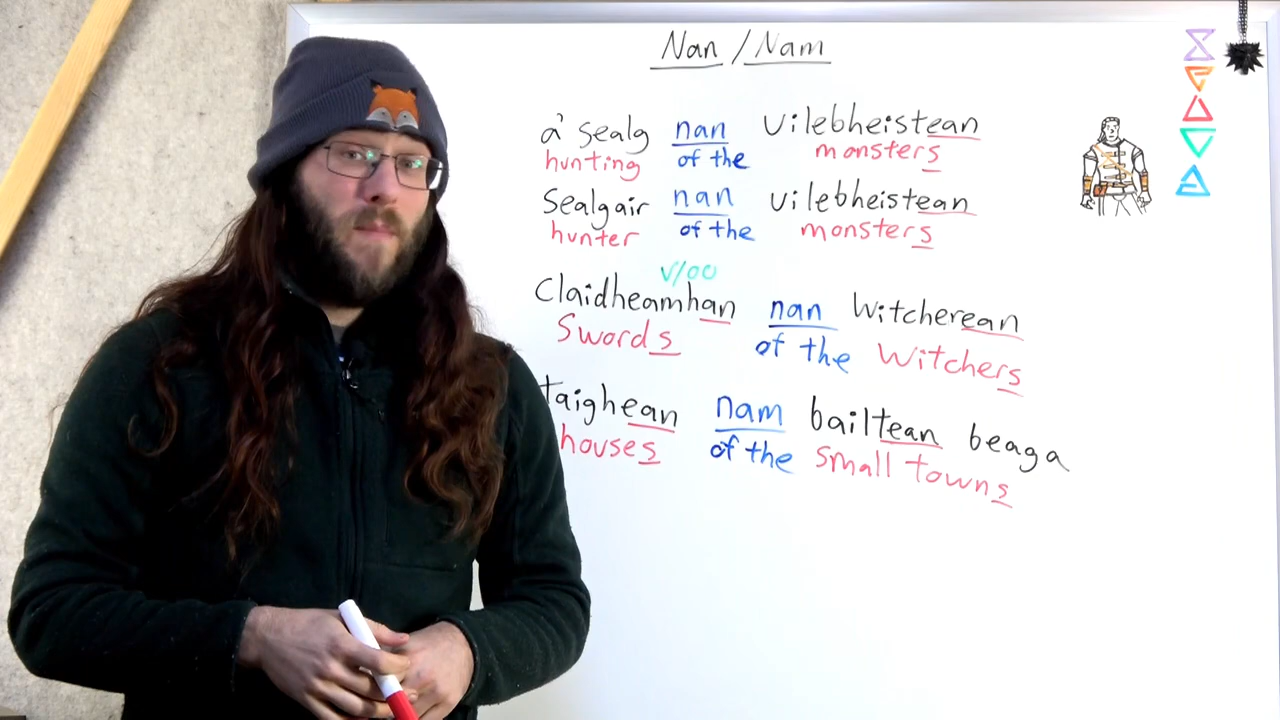 Nan / Nam
a' sealg nan uilebheistean
hunting of the monsters
Sealgair nan uilebheistean
hunter of the monsters
v/oo
Claidheamhan nan Witcherean
Swords of the Witchers
taighean nam bailtean beaga
houses of the small towns